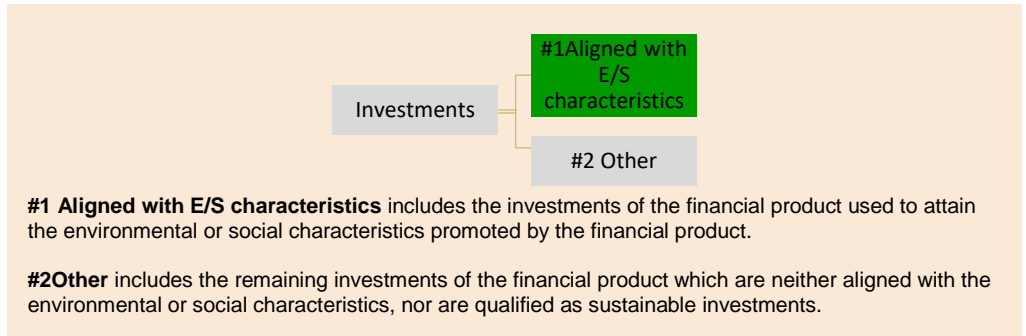 #1Aligned with
E/S
characteristics
Investments
#2 Other
#1 Aligned with E/S characteristics includes the investments of the financial product used to attain
the environmental or social characteristics promoted by the financial product.
#2Other includes the remaining investments of the financial product which are neither aligned with the
environmental or social characteristics, nor are qualified as sustainable investments.